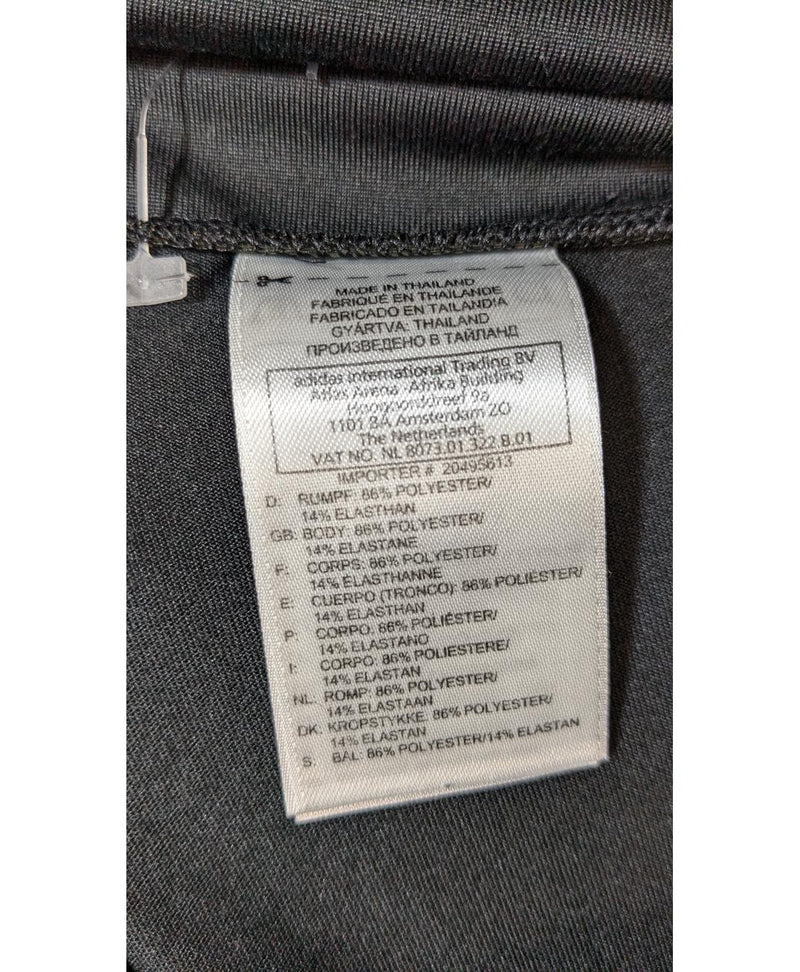 MADE IN THAILAND
FABRIQUÉ EN THAÏLANDE
FABRICADO EN TAILANDIA
GYÁRTVA: THAILAND
ПРОИЗВЕДЕНО В ТАЙЛАНД
adidas International Trading BV
Atlas Arena - Afrika Building
Hoogoorddreef 9a
1101 BA Amsterdam ZO
The Netherlands
VAT NO. NL 8073.01.322.B.01
IMPORTER # 20495613
D: RUMPF: 86% POLYESTER/
14% ELASTHAN
GB: BODY: 86% POLYESTER/
14% ELASTANE
F: CORPS: 86% POLYESTER/
14% ELASTHANNE
E: CUERPO (TRONCO): 86% POLIÉSTER/
14% ELASTHAN
P: CORPO: 86% POLIÉSTER/
14% ELASTANO
I: CORPO: 86% POLIESTERE/
14% ELASTAN
NL: ROMP: 86% POLYESTER/
14% ELASTAAN
DK: KROPSTYKKE: 86% POLYESTER/
14% ELASTAN
S: BAL: 86% POLYESTER/14% ELASTAN